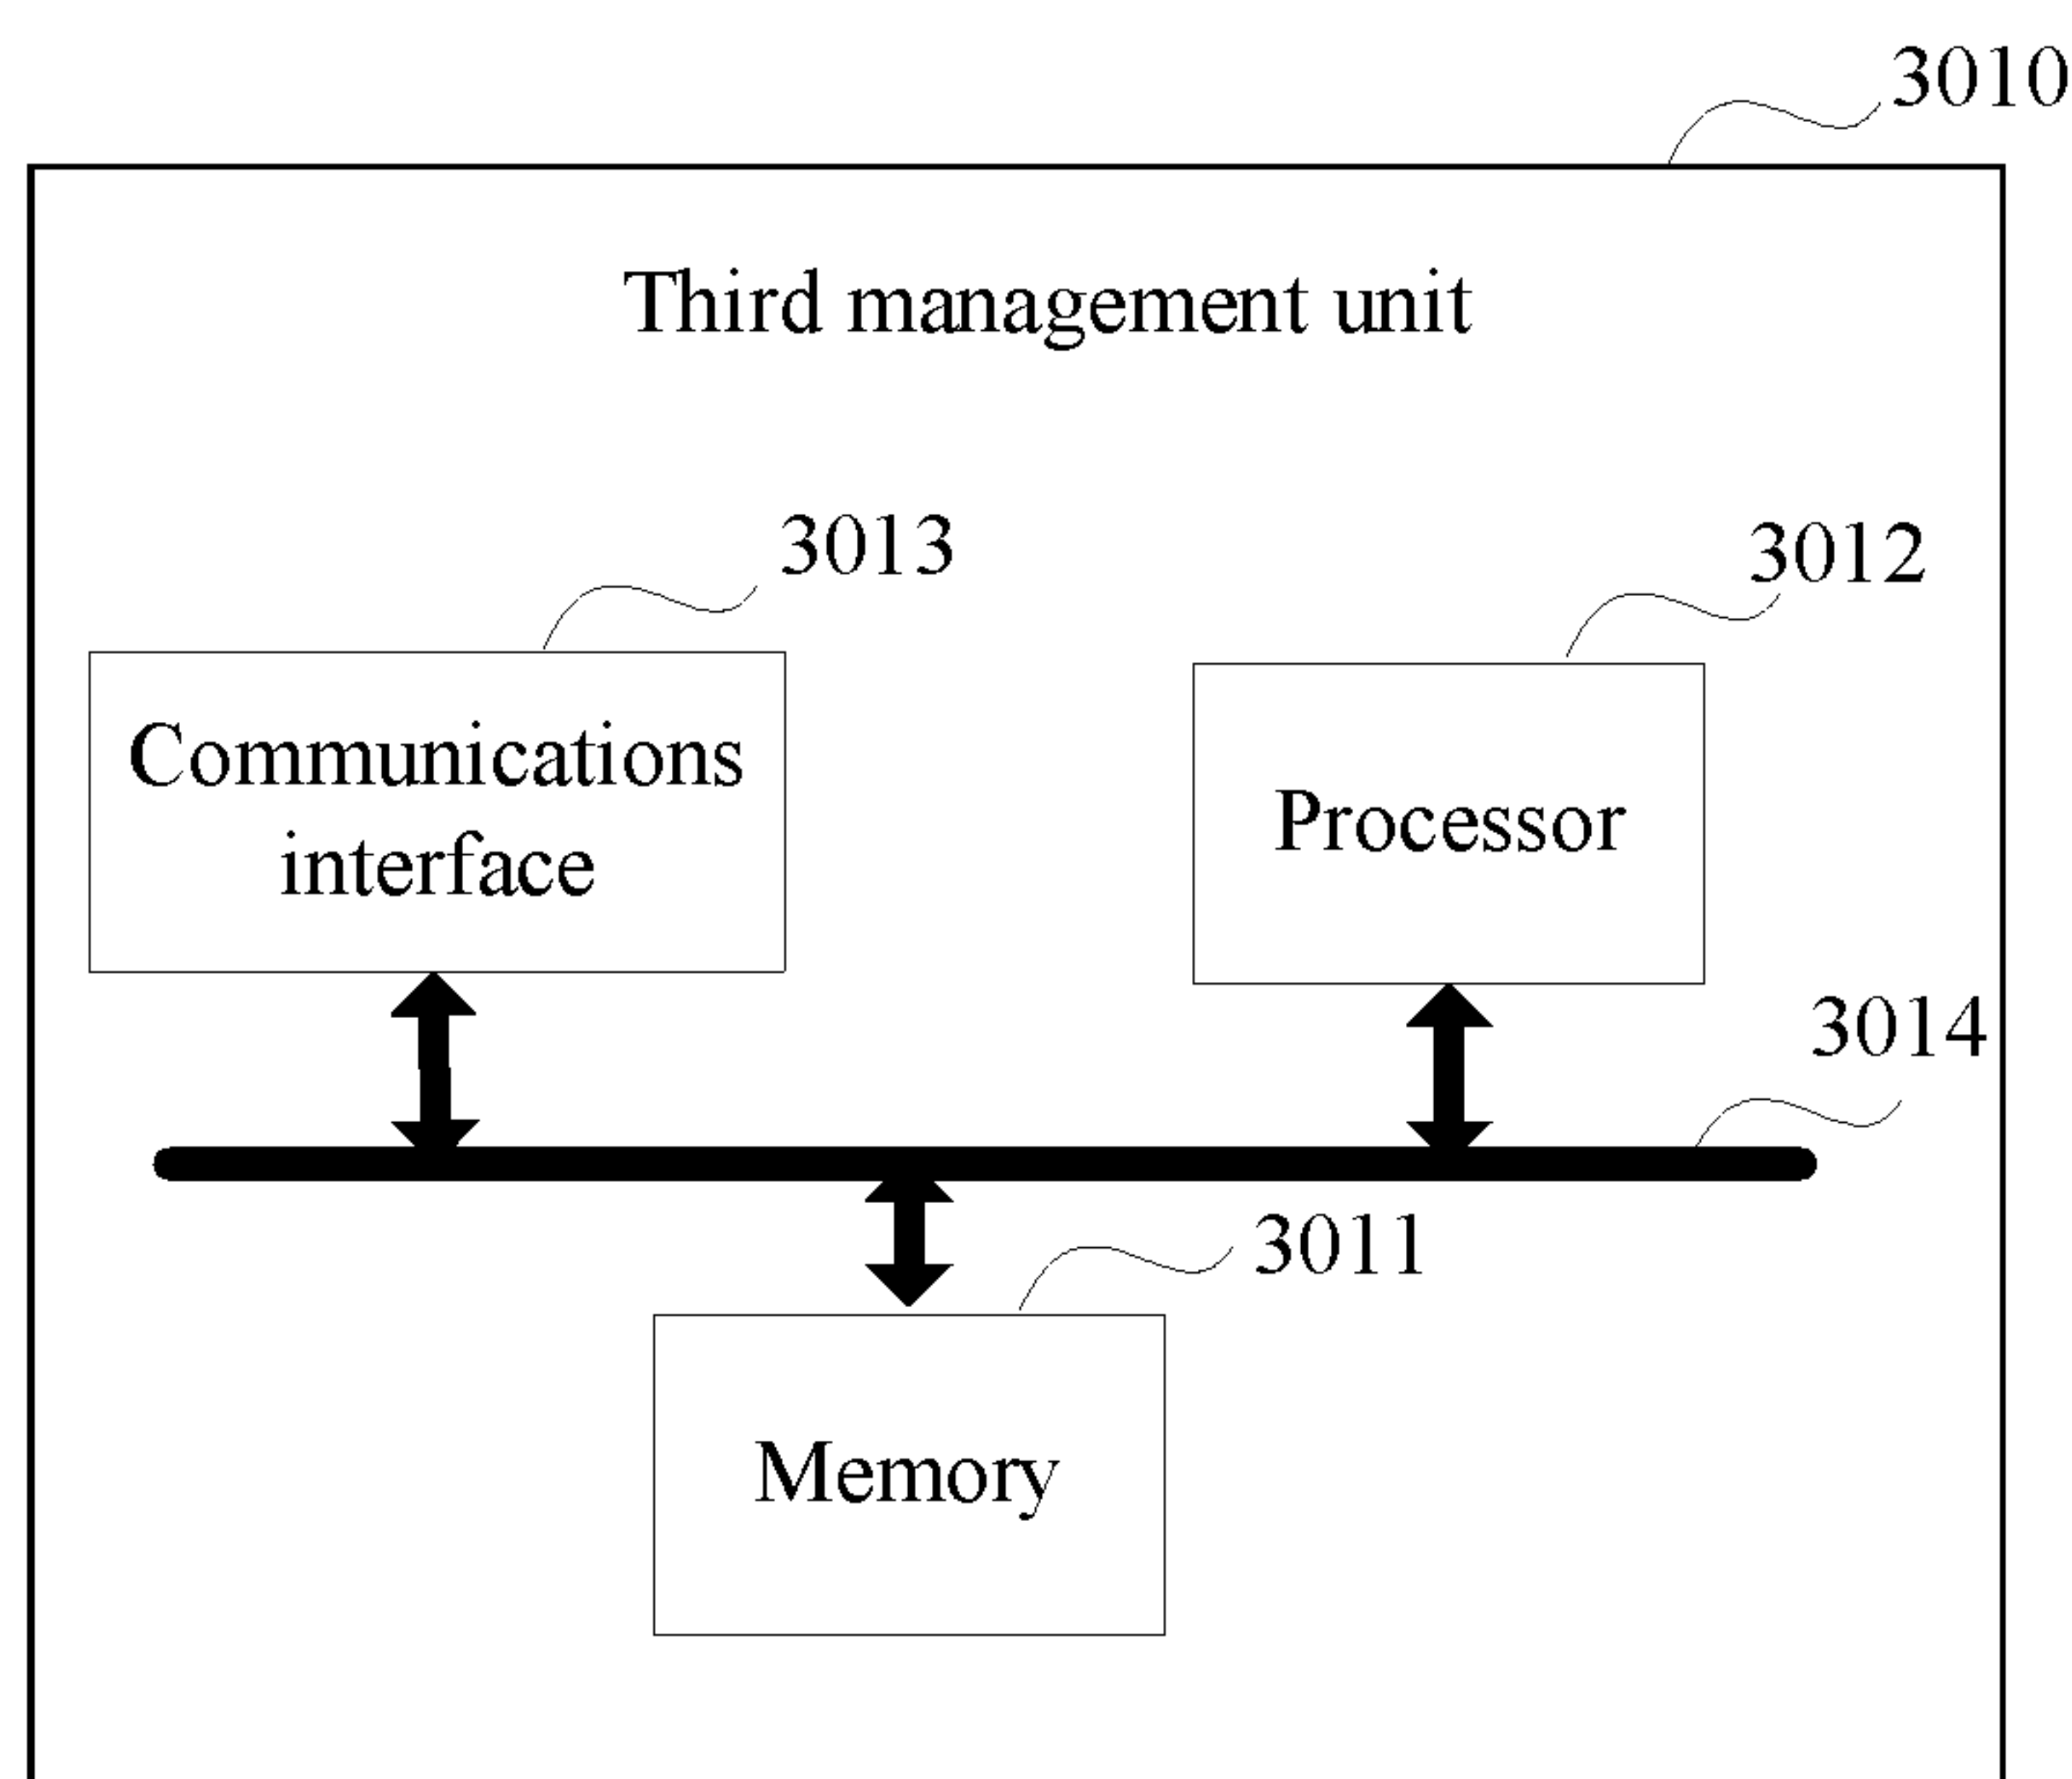 3010
Third management unit
3013
3012
Communications
interface
Processor
3014
3011
Memory